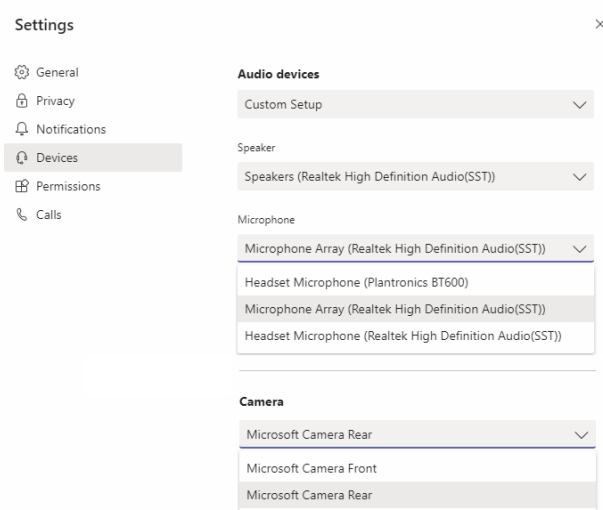 Settings
General
Privacy
Notifications
Devices
Permissions
Calls
Audio devices
Custom Setup
Speaker
Speakers (Realtek High Definition Audio(SST))
Microphone
Microphone Array (Realtek High Definition Audio(SST))
Headset Microphone (Plantronics BT600)
Microphone Array (Realtek High Definition Audio(SST))
Headset Microphone (Realtek High Definition Audio(SST))
Camera
Microsoft Camera Rear
Microsoft Camera Front
Microsoft Camera Rear